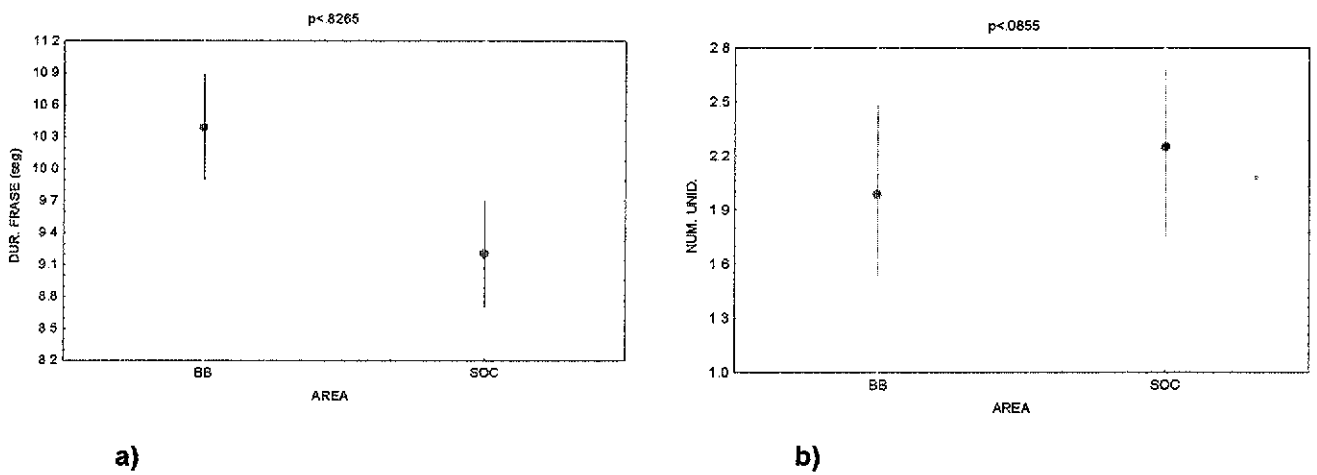 p<.8265
11.2
10.9
10.6
10.3
10 0
9.7
9.4
9.1
8.8
8 5
8 2
DUR. FRASE (seg)
BB
SOC
AREA
a)
p<.0855
2.8
2.5
2.2
1 9
1 6
1 3
1.0
NUM. UNID.
BB
SOC
AREA
b)